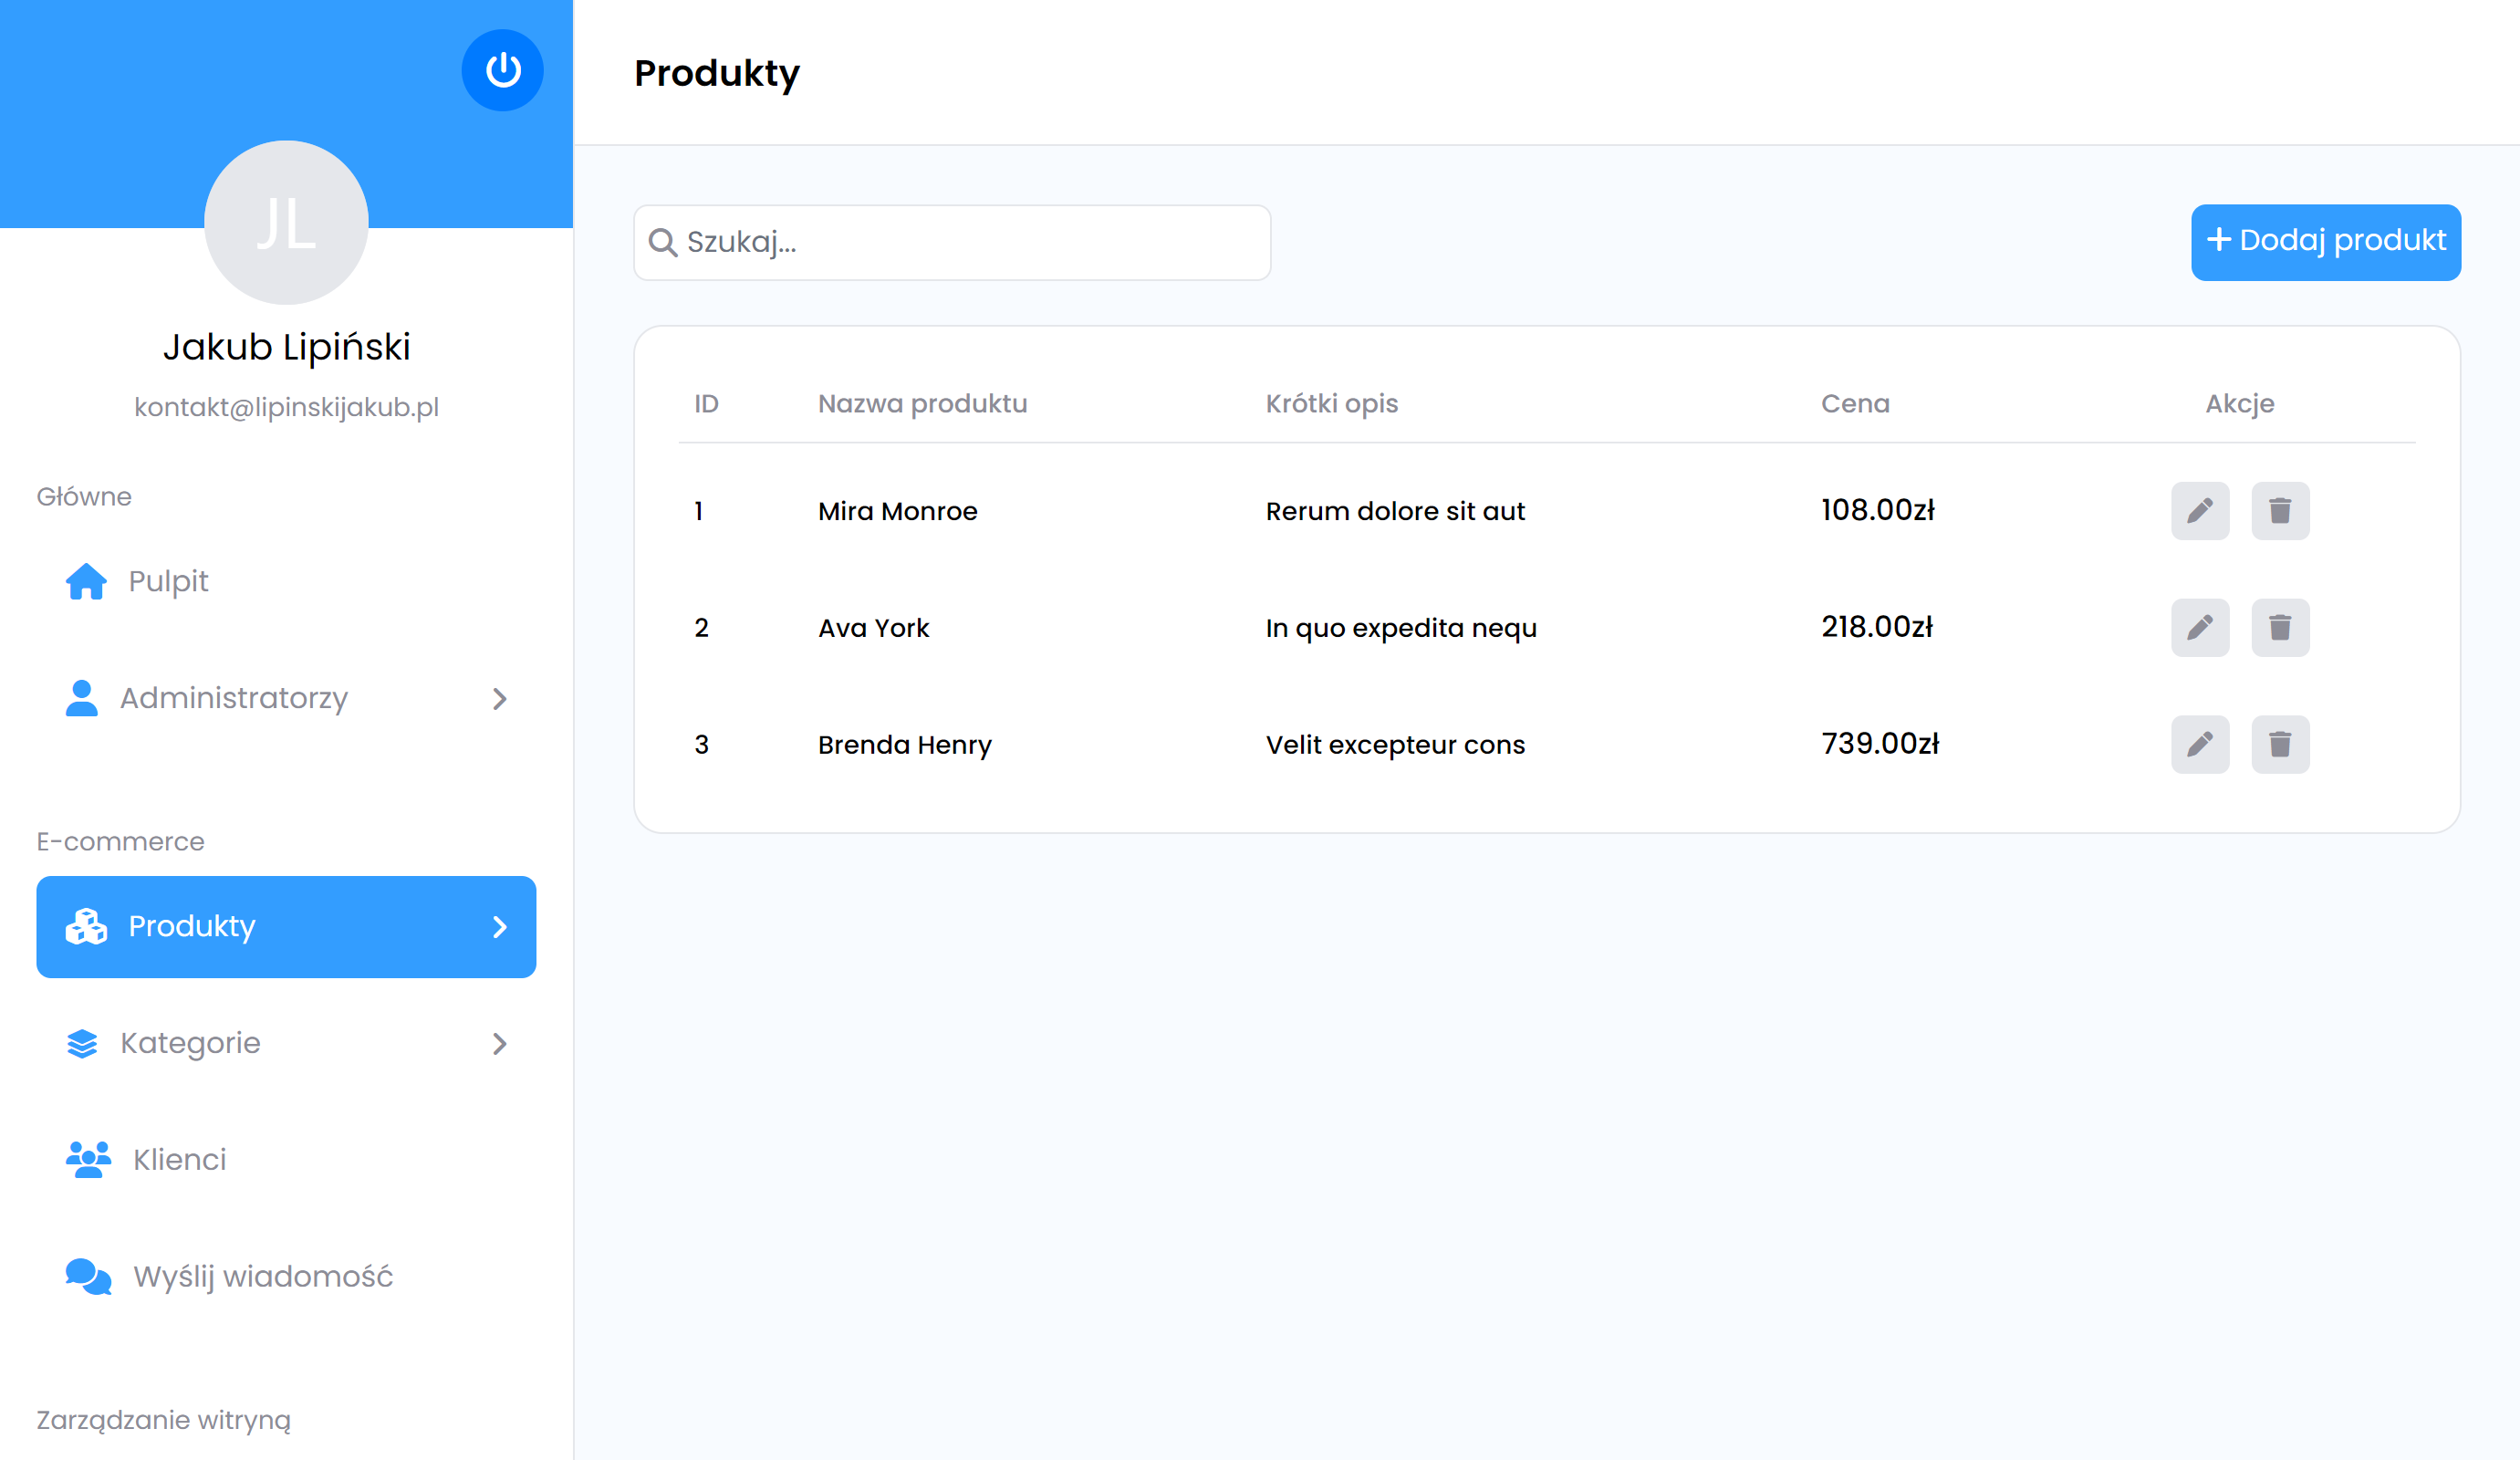 JL
Jakub Lipiński
kontakt@lipinskijakub.pl
Główne
Pulpit
Administratorzy
E-commerce
Produkty
Kategorie
Klienci
Wyślij wiadomość
Zarządzanie witryną
Produkty
Szukaj...
Dodaj produkt
ID Nazwa produktu Krótki opis Cena Akcje
1 Mira Monroe Rerum dolore sit aut 108.00zł
2 Ava York In quo expedita nequ 218.00zł
3 Brenda Henry Velit excepteur cons 739.00zł